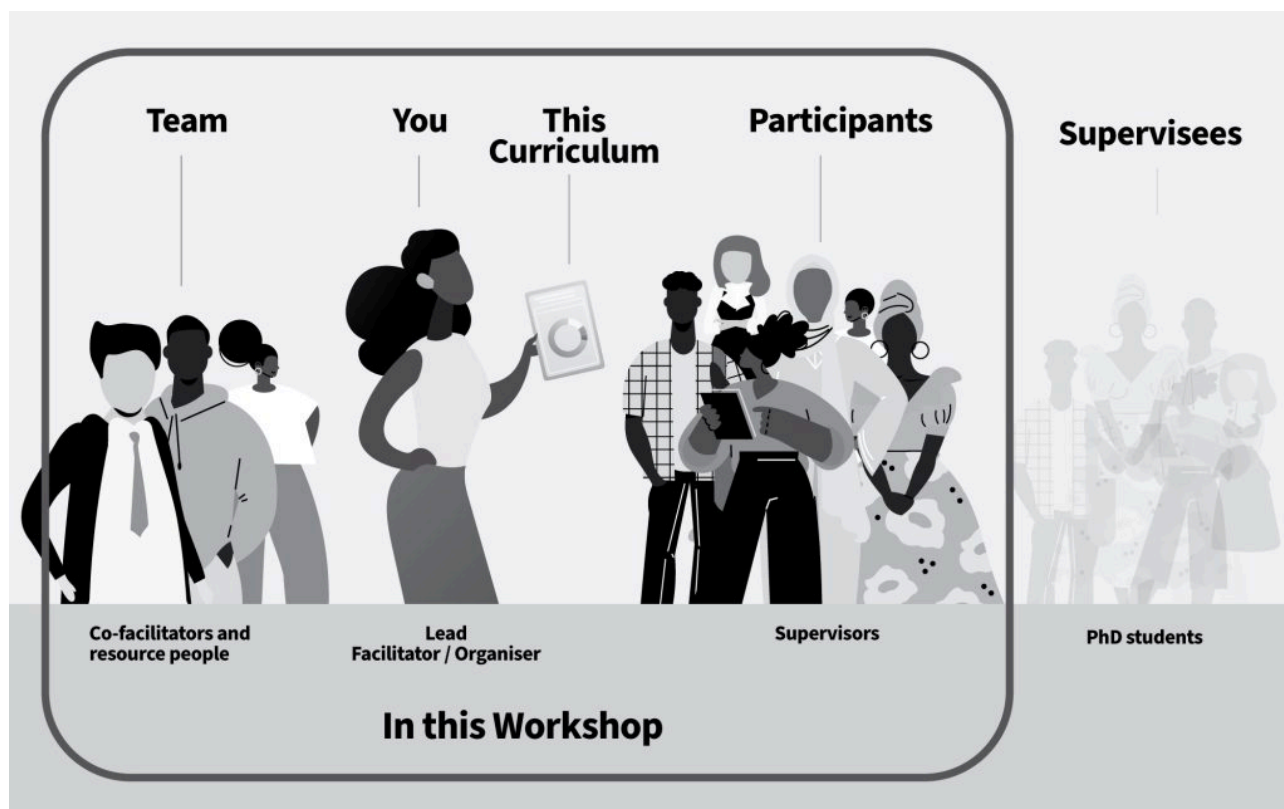 Team
You
This
Curriculum
Participants
Supervisees
Co-facilitators and
resource people
Lead
Facilitator / Organiser
Supervisors
PhD students
In this Workshop